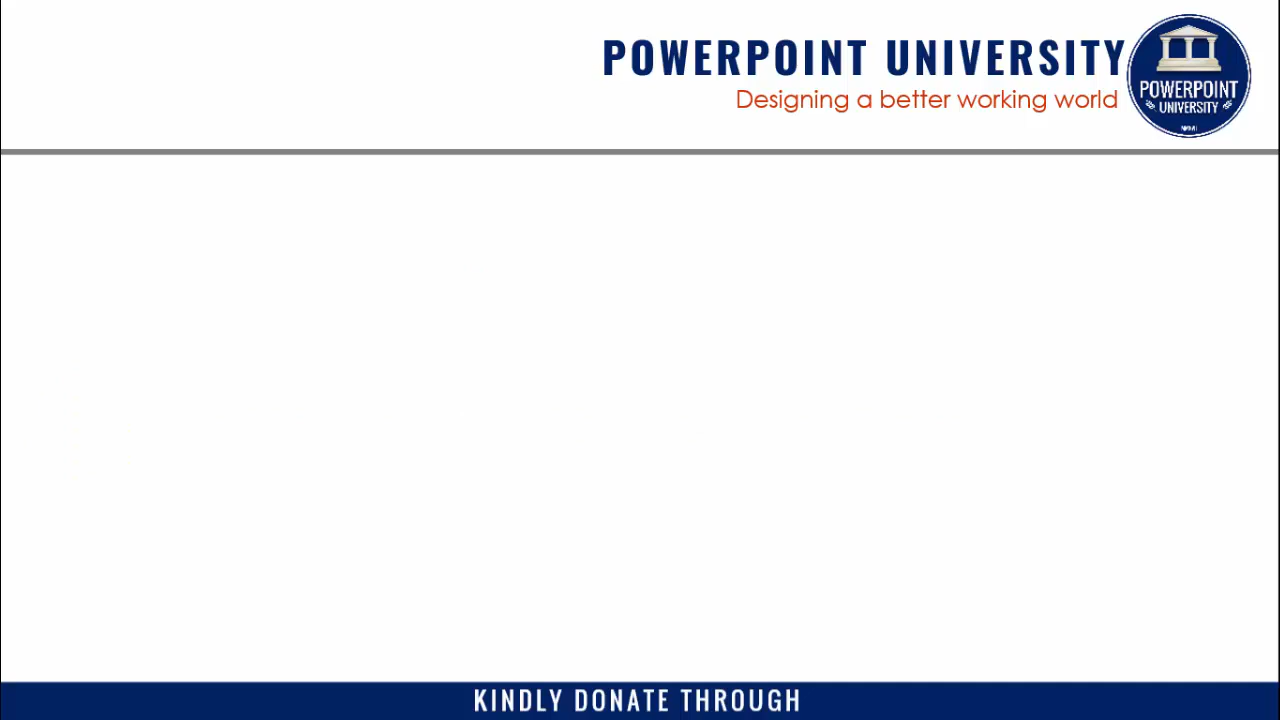 POWERPOINT UNIVERSITY
Designing a better working world
POWERPOINT
UNIVERSITY
KINDLY DONATE THROUGH